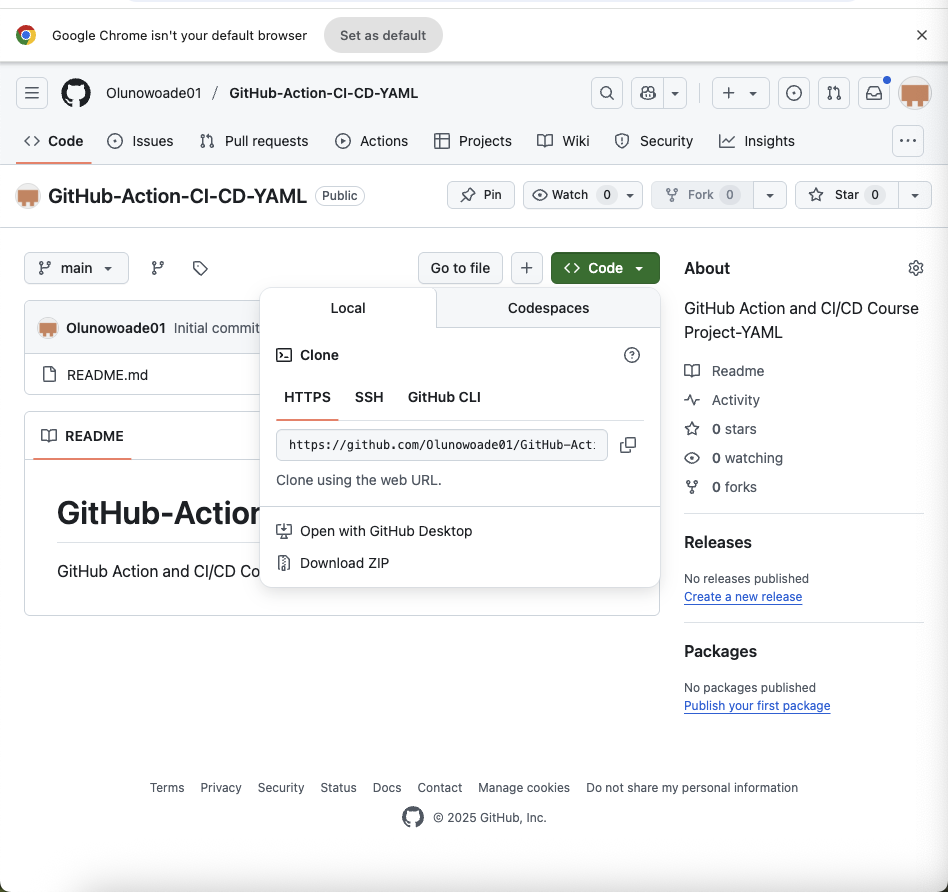 Google Chrome isn't your default browser Set as default
Olunowoade01 / GitHub-Action-CI-CD-YAML
Code Issues Pull requests Actions Projects Wiki Security Insights
GitHub-Action-CI-CD-YAML Public Pin Watch 0 Fork 0 Star 0
main Go to file Code
Local Codespaces
Clone
HTTPS SSH GitHub CLI
https://github.com/Olunowoade01/GitHub-Act
Clone using the web URL.
Open with GitHub Desktop
Download ZIP
Olunowoade01 Initial commit
README.md
README
GitHub-Action
GitHub Action and CI/CD Co
About
GitHub Action and CI/CD Course
Project-YAML
Readme
Activity
0 stars
0 watching
0 forks
Releases
No releases published
Create a new release
Packages
No packages published
Publish your first package
Terms Privacy Security Status Docs Contact Manage cookies Do not share my personal information
© 2025 GitHub, Inc.